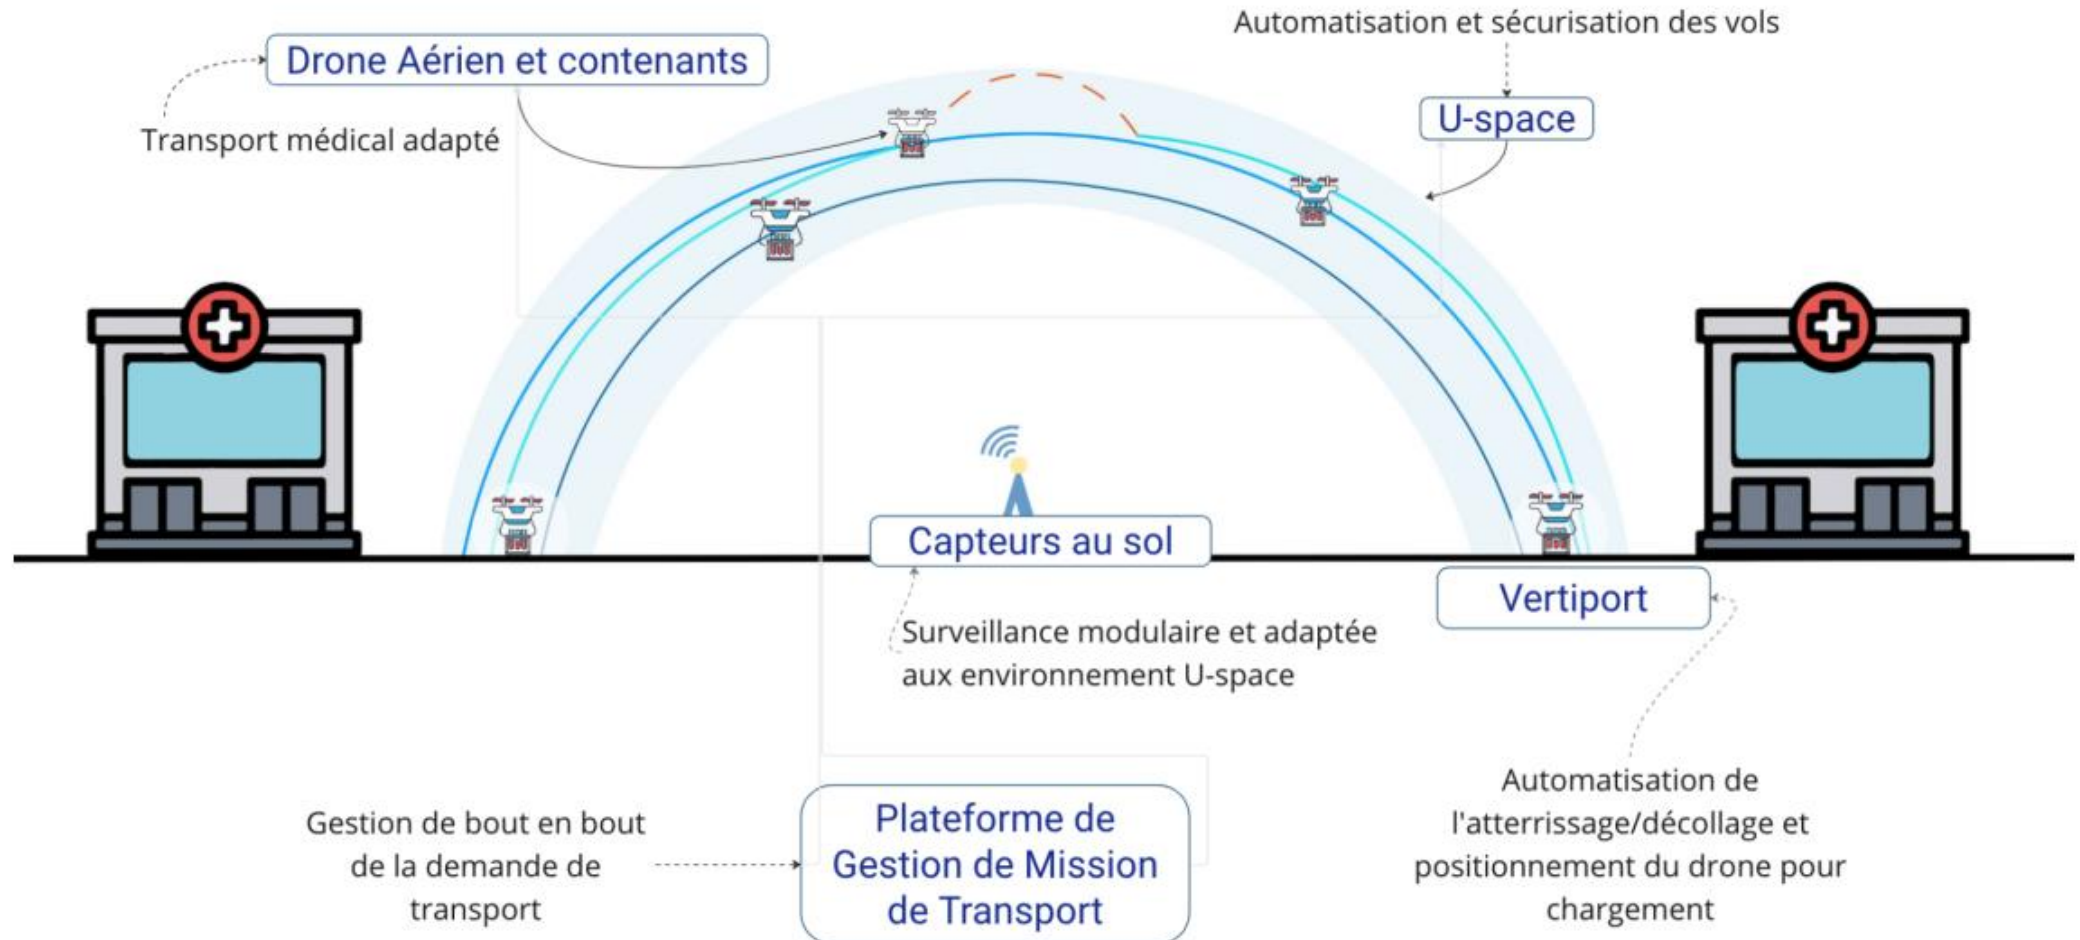 Automatisation et sécurisation des vols
Drone Aérien et contenants
U-space
Transport médical adapté
Capteurs au sol
Vertiport
Surveillance modulaire et adaptée
aux environnement U-space
Gestion de bout en bout
de la demande de
transport
Plateforme de
Gestion de Mission
de Transport
Automatisation de
l'atterrissage/décollage et
positionnement du drone pour
chargement